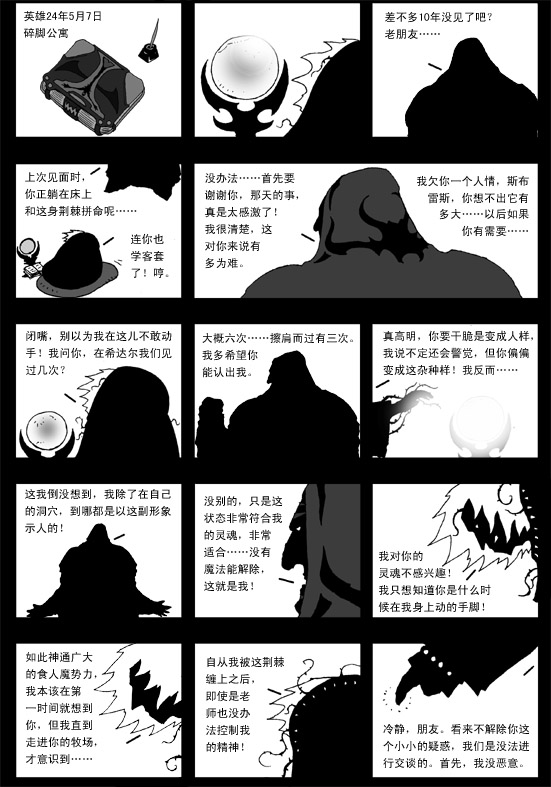 英雄24年5月7日
碎脚公寓
差不多10年没见了吧?
老朋友……
上次见面时,
你正躺在床上
和这身荆棘拼命呢……
连你也
学客套
了!哼。
没办法……首先要
谢谢你,那天的事,
真是太感激了!
我很清楚,这
对你来说有
多为难。
我欠你一个人情,斯布
雷斯,你想不出它有
多大……以后如果
你有需要……
闭嘴,别以为我在这儿不敢动
手!我问你,在希达尔我们见
过几次?
大概六次……擦肩而过有三次。
我多希望你
能认出我。
真高明,你要干脆是变成人样,
我说不定还会警觉,但你偏偏
变成这杂种样!我反而……
这我倒没想到,我除了在自己
的洞穴,到哪都是以这副形象
示人的!
没别的,只是这
状态非常符合我
的灵魂,非常
适合……没有
魔法能解除,
这就是我!
我对你的
灵魂不感兴趣!
我只想知道你是什么时
候在我身上动的手脚!
如此神通广大
的食人魔势力,
我本该在第
一时间就想到
你,但我直到
走进你的牧场,
才意识到……
自从我被这荆棘
缠上之后,
即使是老
师也没办
法控制我
的精神!
冷静,朋友。看来不解除你这
个小小的疑惑,我们是没法进
行交谈的。首先,我没恶意。